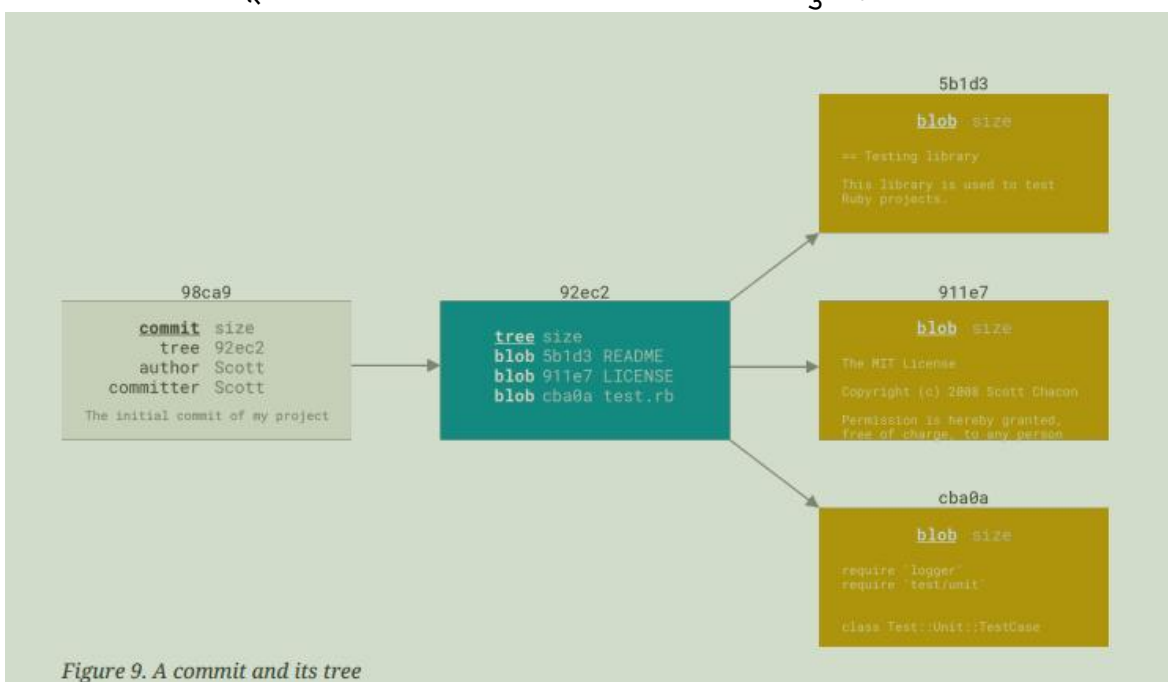 98ca9
commit size
tree 92ec2
author Scott
committer Scott
The initial commit of my project
92ec2
tree size
blob 5b1d3 README
blob 911e7 LICENSE
blob cba0a test.rb
5b1d3
blob size
== Testing library
This library is used to test
Ruby projects.
911e7
blob size
The MIT License
Copyright (c) 2008 Scott Chacon
Permission is hereby granted,
free of charge, to any person
cba0a
blob size
require 'logger'
require 'test/unit'
class Test::Unit::TestCase
Figure 9. A commit and its tree